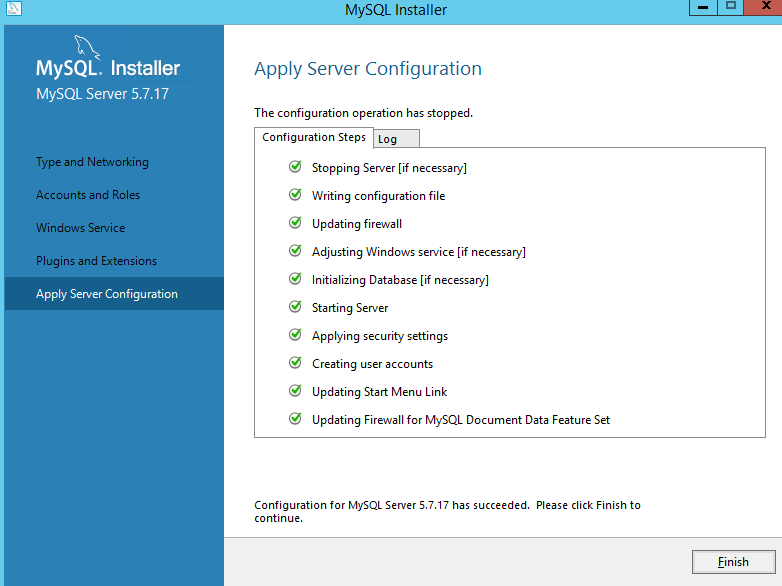 MySQL Installer
MySQL. Installer
MySQL Server 5.7.17
Type and Networking
Accounts and Roles
Windows Service
Plugins and Extensions
Apply Server Configuration
Apply Server Configuration
The configuration operation has stopped.
Configuration Steps
Log
Stopping Server [if necessary]
Writing configuration file
Updating firewall
Adjusting Windows service [if necessary]
Initializing Database [if necessary]
Starting Server
Applying security settings
Creating user accounts
Updating Start Menu Link
Updating Firewall for MySQL Document Data Feature Set
Configuration for MySQL Server 5.7.17 has succeeded. Please click Finish to
continue.
Finish